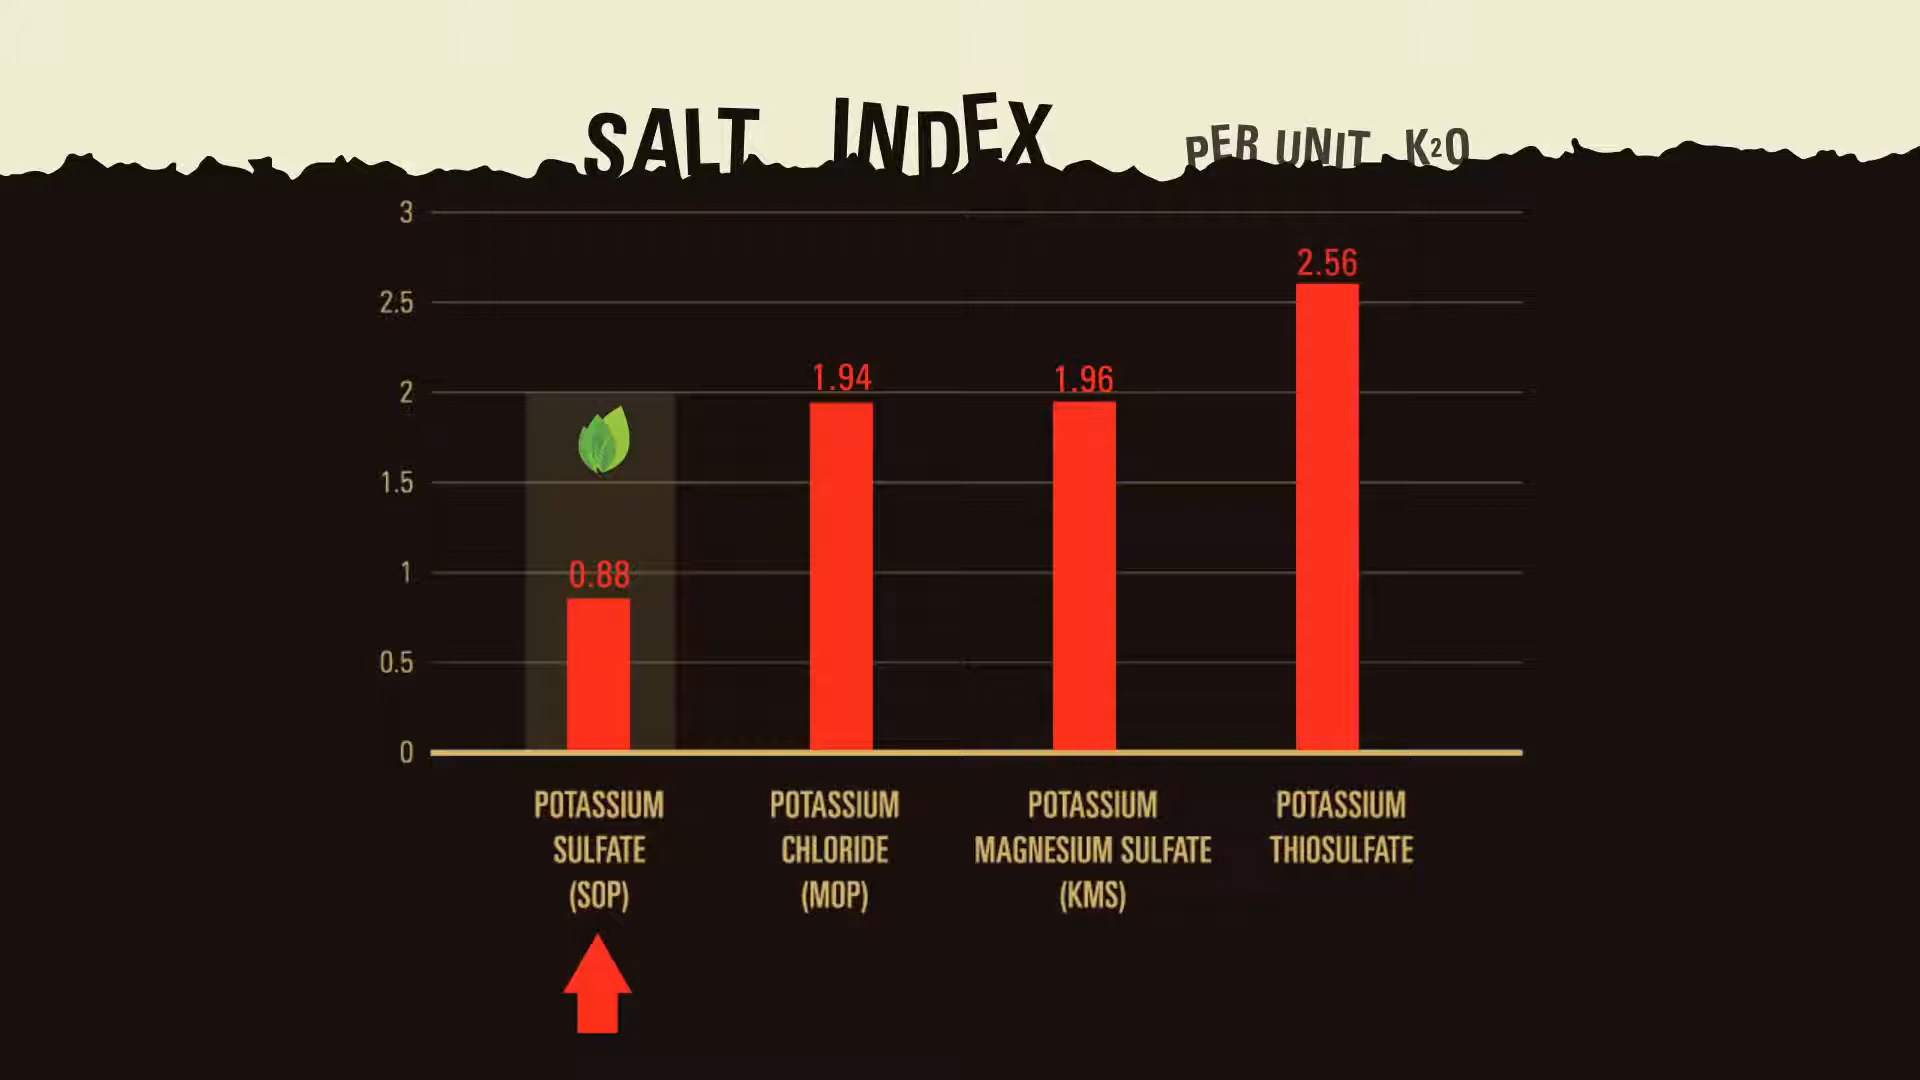 SALT INDEX PER UNIT K2O
3
2.56
2.5
1.94
1.96
2
1.5
0.88
1
0.5
0
POTASSIUM
SULFATE
(SOP)
POTASSIUM
CHLORIDE
(MOP)
POTASSIUM
MAGNESIUM SULFATE
(KMS)
POTASSIUM
THIOSULFATE